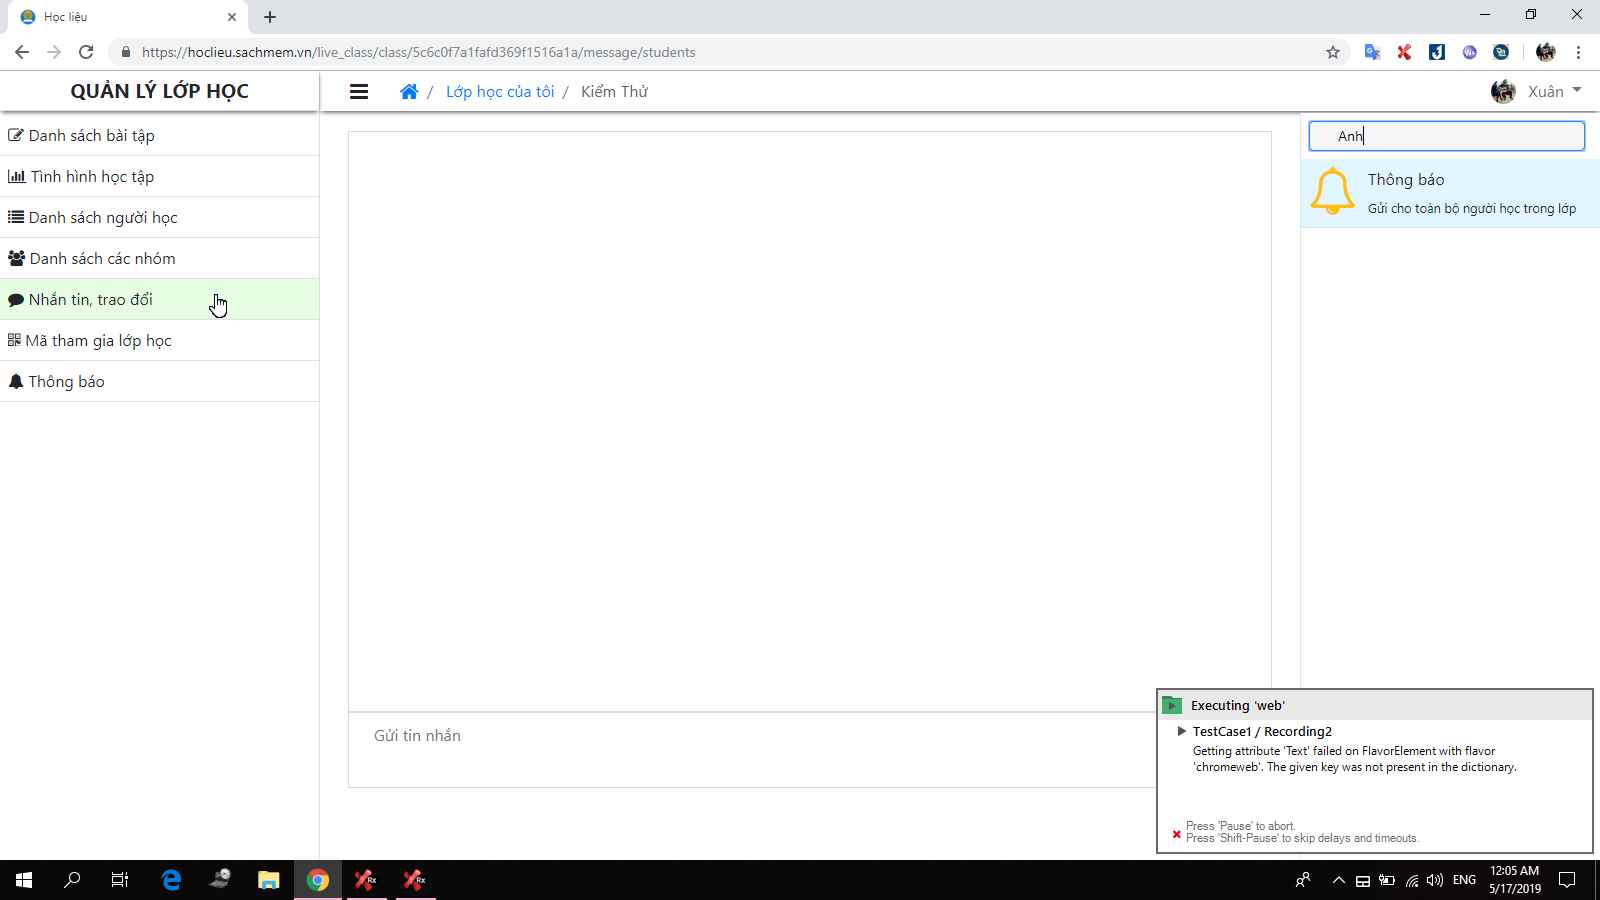 Học liệu
https://hoclieu.sachmem.vn/live_class/class/5c6c0f7a1fafd369f1516a1a/message/students
QUẢN LÝ LỚP HỌC
/ Lớp học của tôi / Kiểm Thử
Xuân
Danh sách bài tập
Tình hình học tập
Danh sách người học
Danh sách các nhóm
Nhắn tin, trao đổi
Mã tham gia lớp học
Thông báo
Anh
Thông báo
Gửi cho toàn bộ người học trong lớp
Gửi tin nhắn
Executing 'web'
TestCase1 / Recording2
Getting attribute 'Text' failed on FlavorElement with flavor
'chromeweb'. The given key was not present in the dictionary.
Press 'Pause' to abort.
Press 'Shift-Pause' to skip delays and timeouts.
Rx
Rx
ENG
12:05 AM
5/17/2019